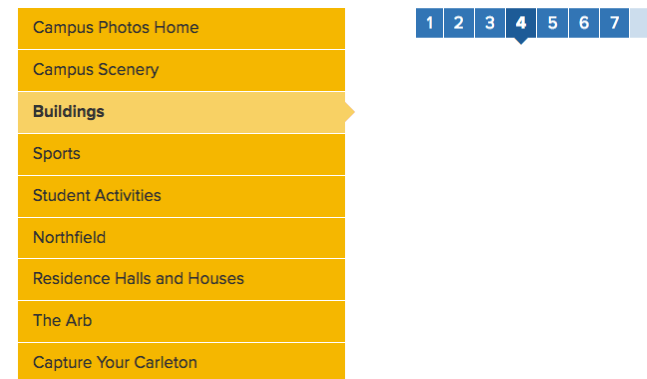 Campus Photos Home
Campus Scenery
Buildings
Sports
Student Activities
Northfield
Residence Halls and Houses
The Arb
Capture Your Carleton
1 2 3 4 5 6 7